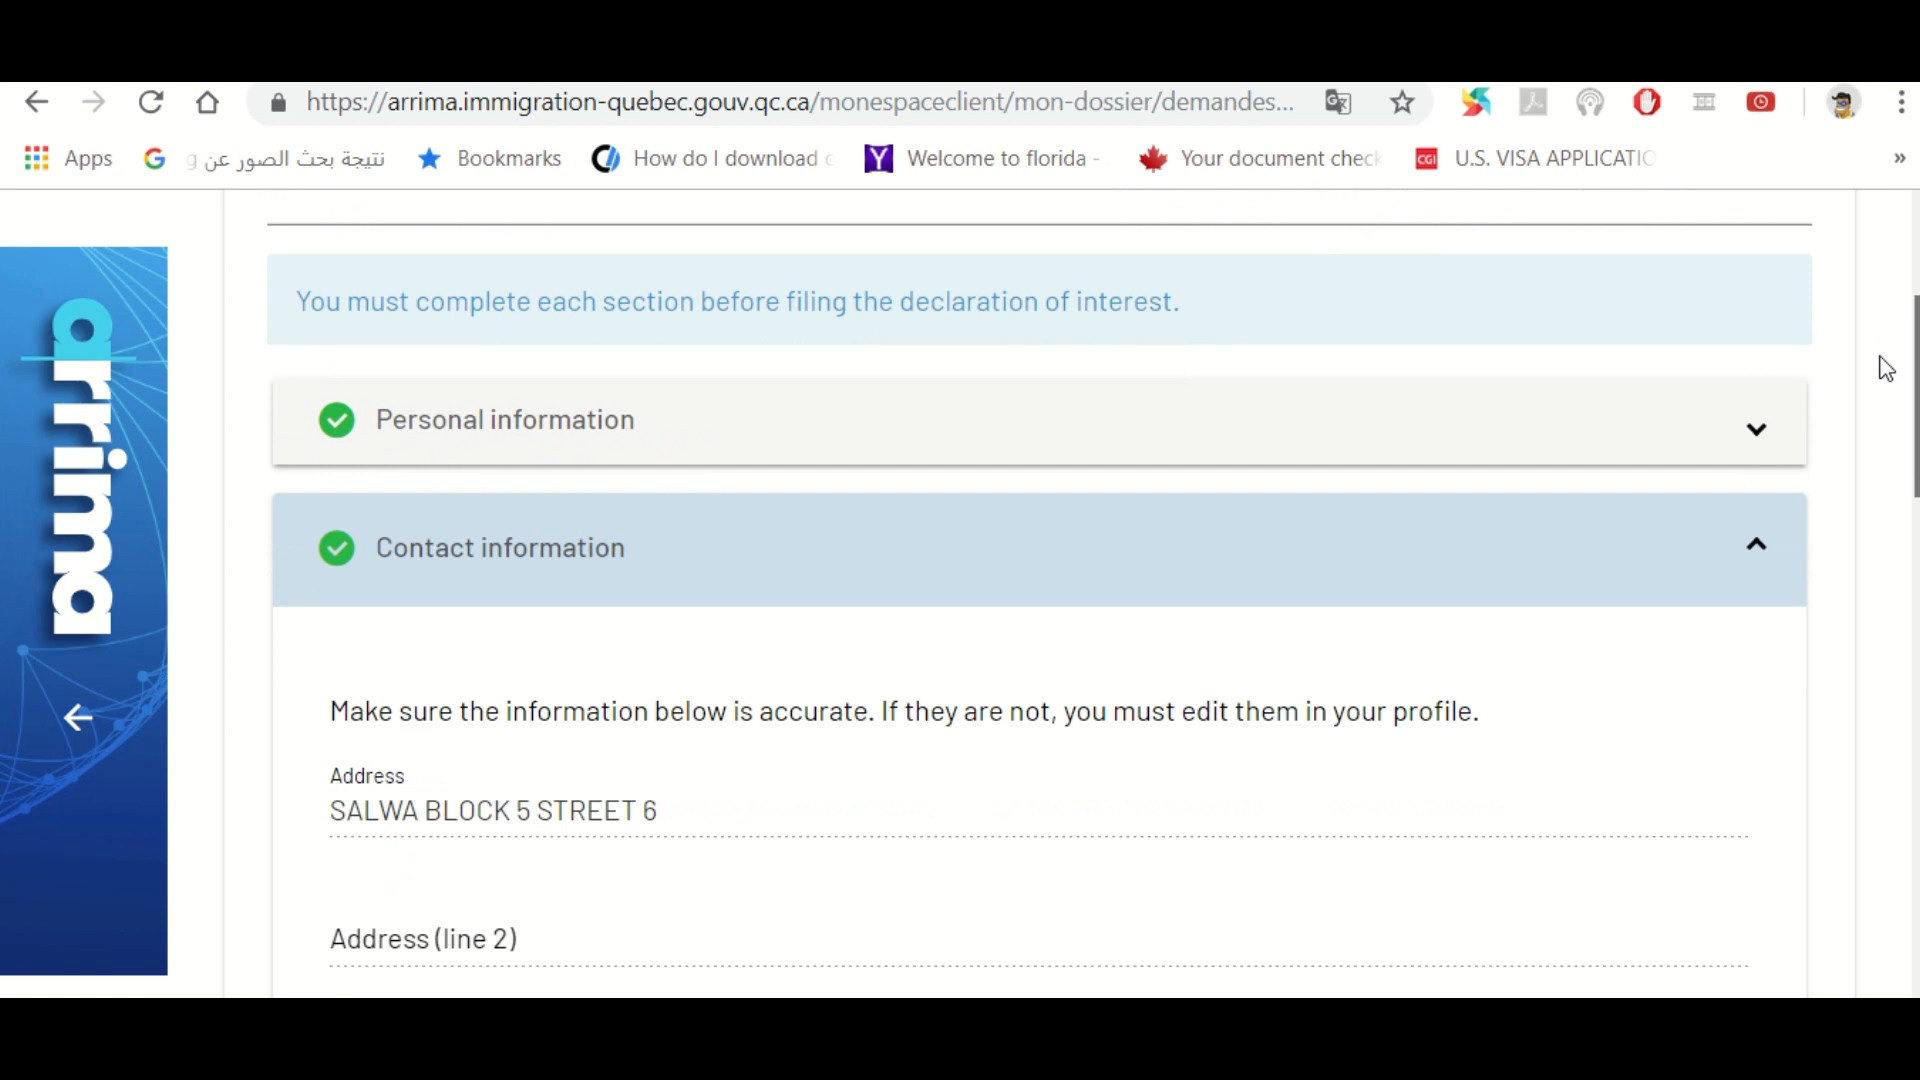 https://arrima.immigration-quebec.gouv.qc.ca/monespaceclient/mon-dossier/demandes...
Apps
نتيجة بحث الصور عن g
Bookmarks
How do I download
Y
Welcome to florida -
Your document chec
CGI
U.S. VISA APPLICATIO
»
arrima
You must complete each section before filing the declaration of interest.
Personal information
Contact information
Make sure the information below is accurate. If they are not, you must edit them in your profile.
Address
SALWA BLOCK 5 STREET 6
Address (line 2)